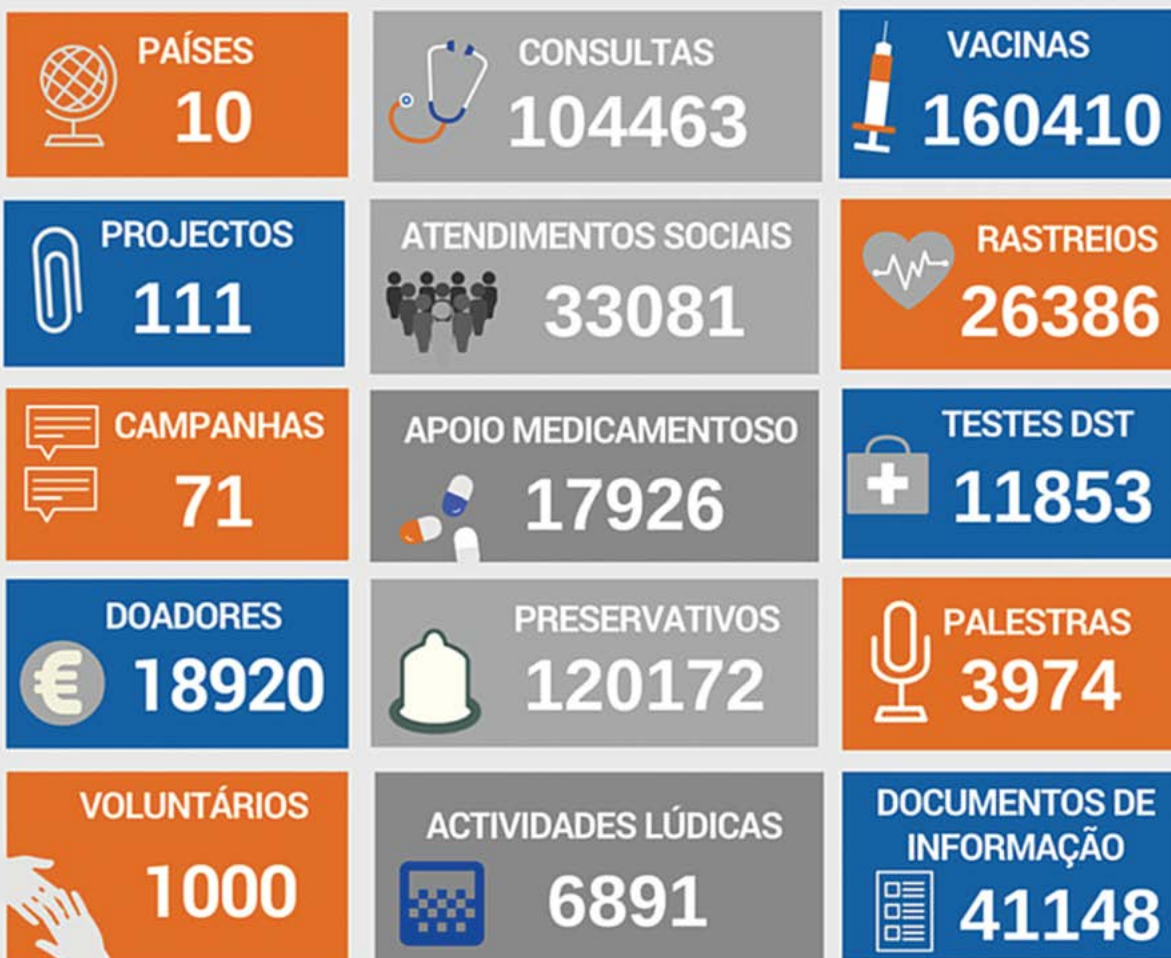 PAÍSES
10
CONSULTAS
104463
VACINAS
160410
PROJECTOS
111
ATENDIMENTOS SOCIAIS
33081
RASTREIOS
26386
CAMPANHAS
71
APOIO MEDICAMENTOSO
17926
TESTES DST
11853
DOADORES
€ 18920
PRESERVATIVOS
120172
PALESTRAS
3974
VOLUNTÁRIOS
1000
ACTIVIDADES LÚDICAS
6891
DOCUMENTOS DE
INFORMAÇÃO
41148